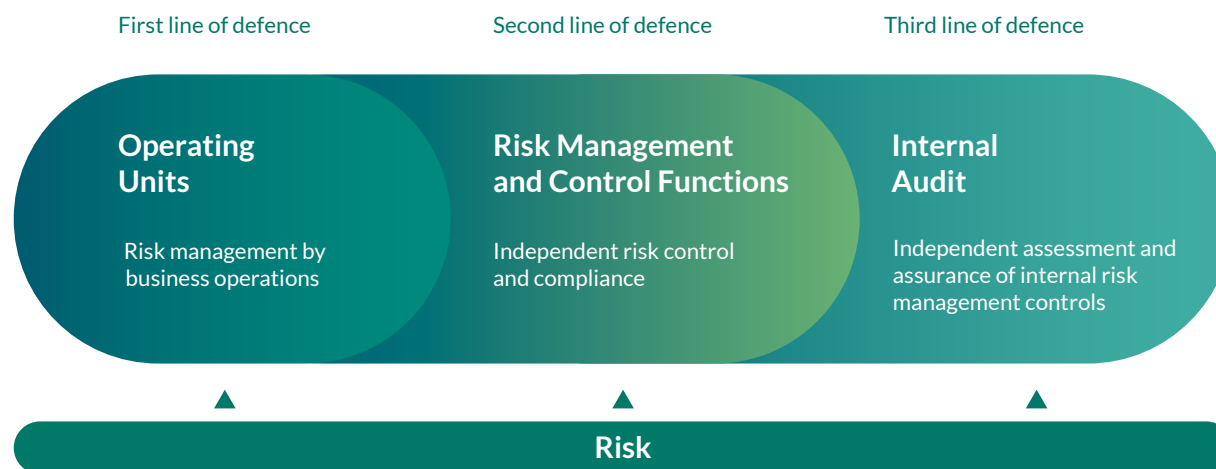 First line of defence
Second line of defence
Third line of defence
Operating
Units
Risk management by
business operations
Risk Management
and Control Functions
Independent risk control
and compliance
Internal
Audit
Independent assessment and
assurance of internal risk
management controls
Risk